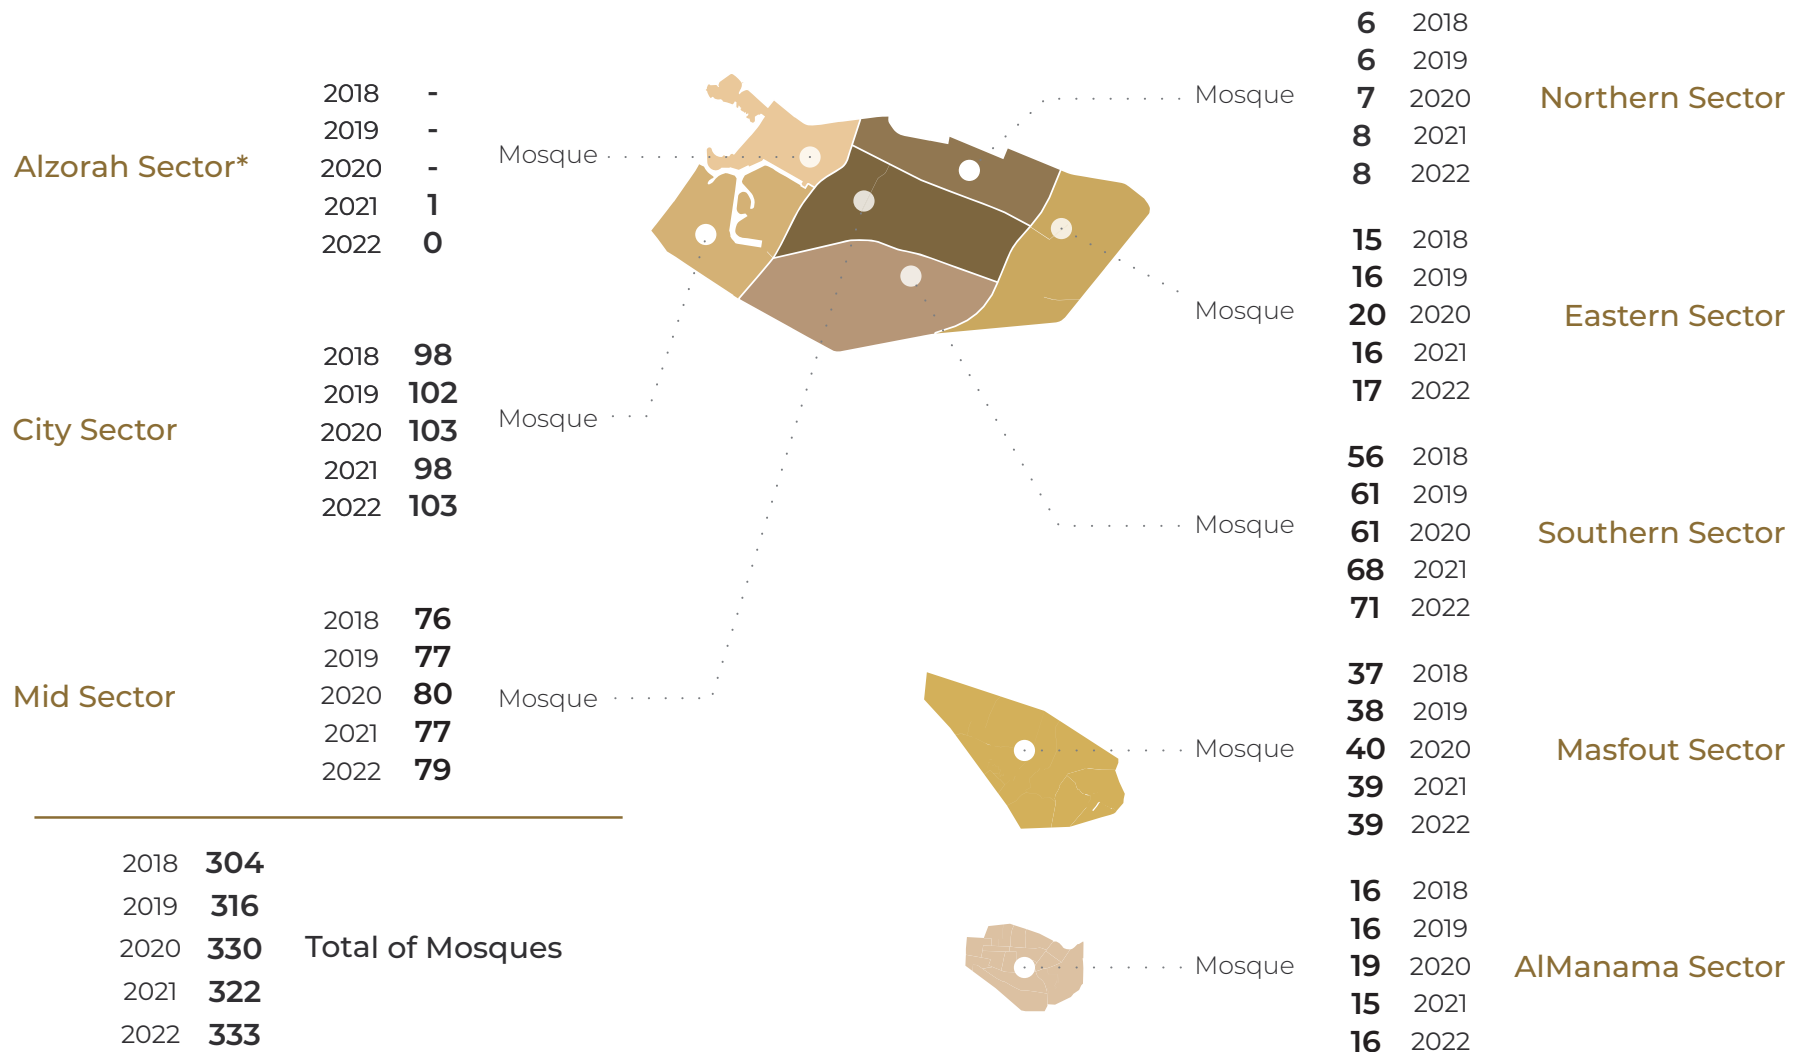 Alzorah Sector*
2018 -
2019 -
2020 -
2021 1
2022 0
Mosque
City Sector
2018 98
2019 102
2020 103
2021 98
2022 103
Mosque
Mid Sector
2018 76
2019 77
2020 80
2021 77
2022 79
Mosque
2018 304
2019 316
2020 330
2021 322
2022 333
Total of Mosques
Mosque
6 2018
6 2019
7 2020
8 2021
8 2022
Northern Sector
Mosque
15 2018
16 2019
20 2020
16 2021
17 2022
Eastern Sector
Mosque
56 2018
61 2019
61 2020
68 2021
71 2022
Southern Sector
Mosque
37 2018
38 2019
40 2020
39 2021
39 2022
Masfout Sector
Mosque
16 2018
16 2019
19 2020
15 2021
16 2022
AlManama Sector